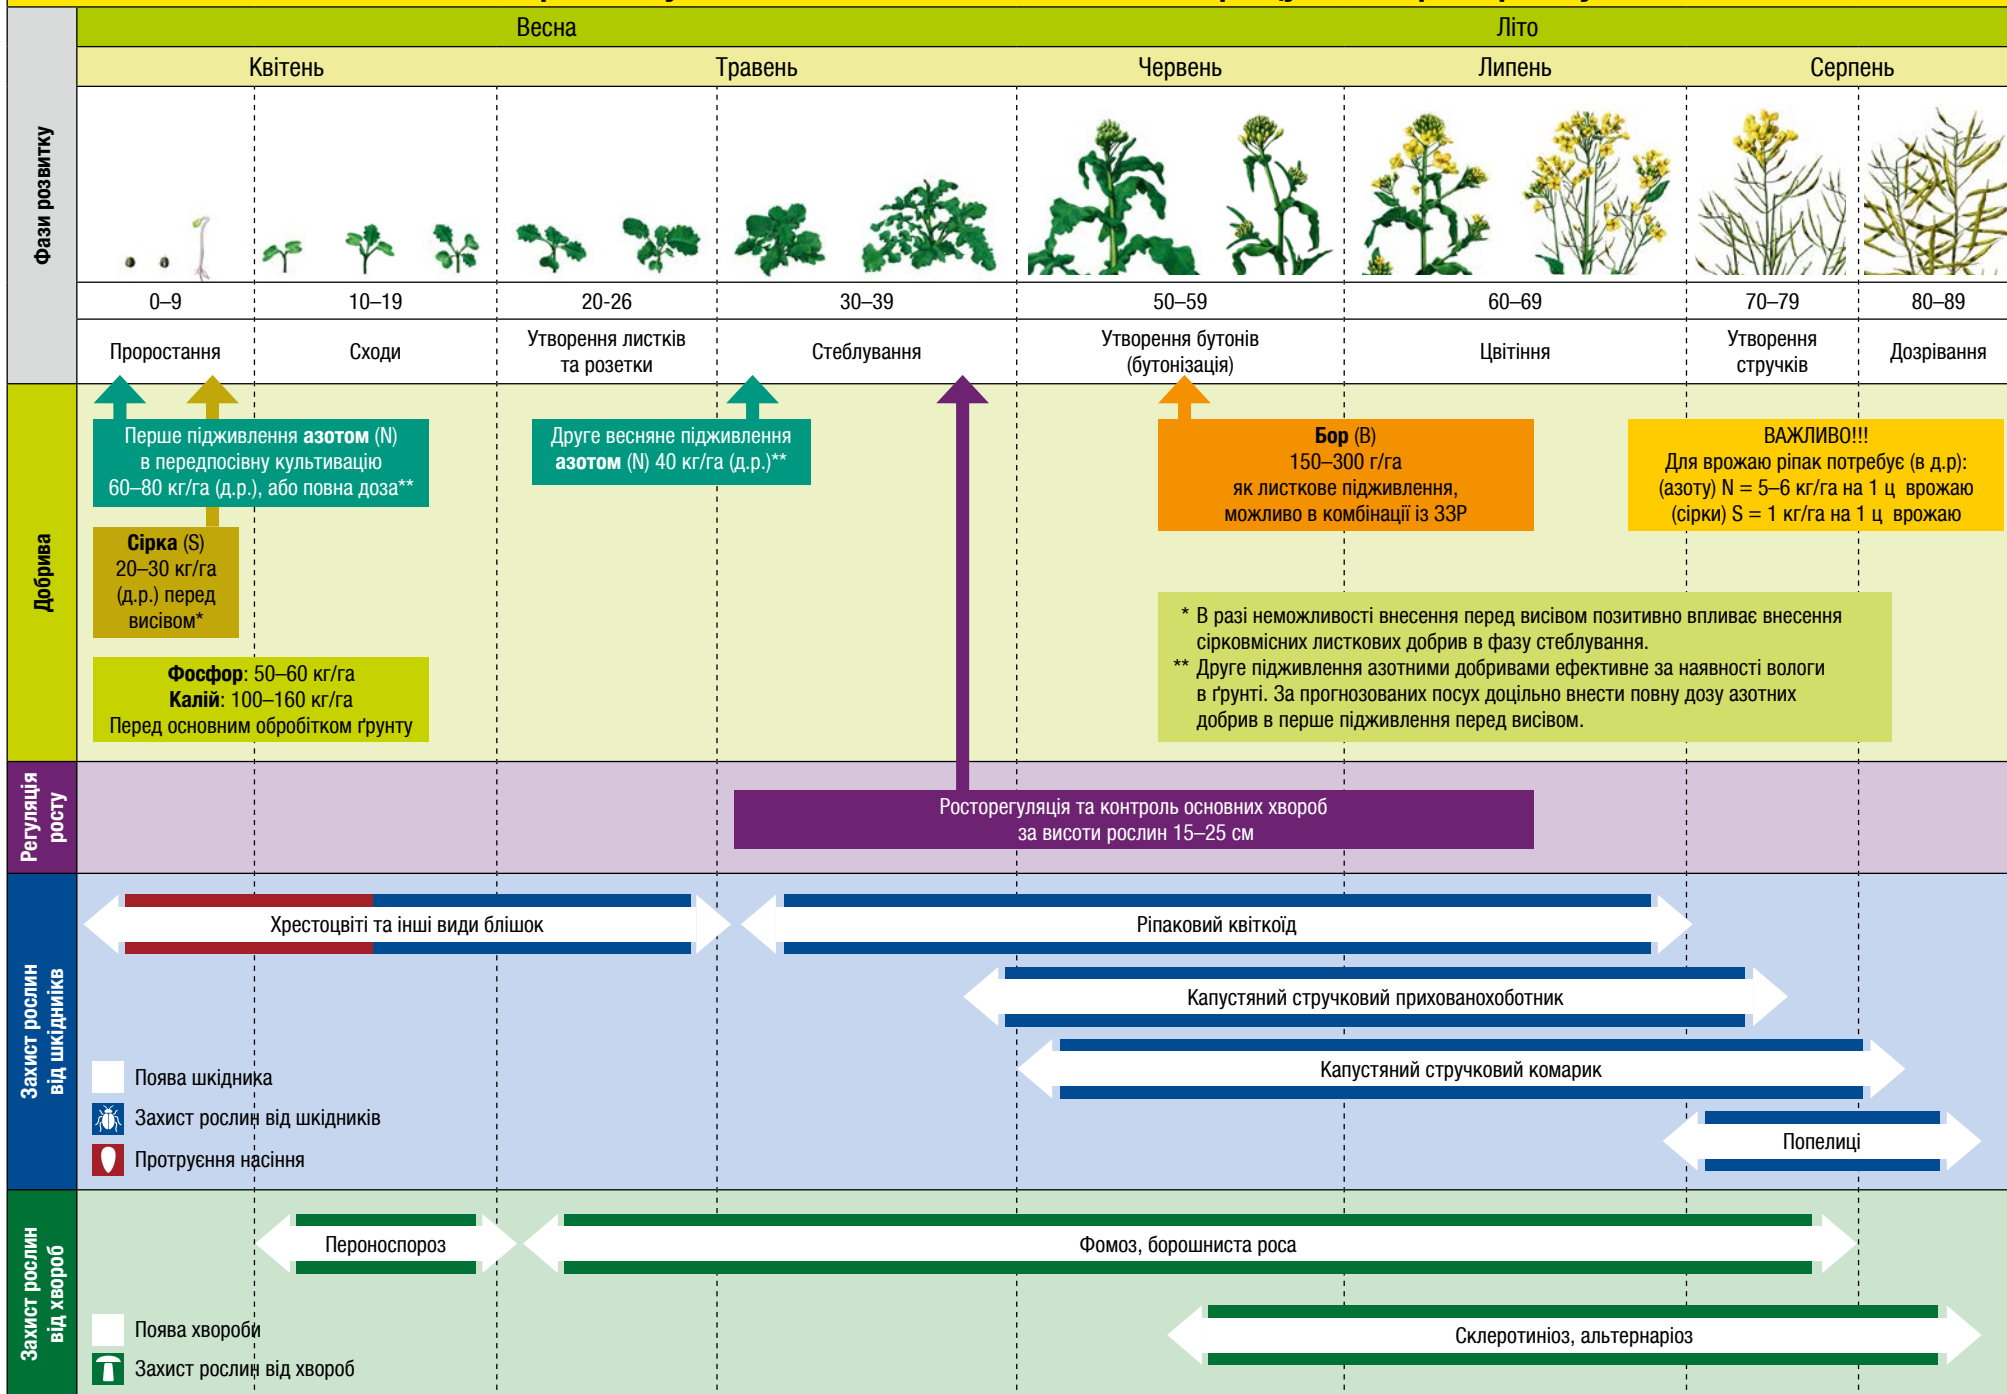 Весна
Літо
Квітень
Травень
Червень
Липень
Серпень
Фази розвитку
0–9
10–19
20-26
30–39
50–59
60–69
70–79
80–89
Проростання
Сходи
Утворення листків
та розетки
Стеблування
Утворення бутонів
(бутонізація)
Цвітіння
Утворення
стручків
Дозрівання
Добрива
Перше підживлення азотом (N)
в передпосівну культивацію
60–80 кг/га (д.р.), або повна доза**
Друге весняне підживлення
азотом (N) 40 кг/га (д.р.)**
Бор (B)
150–300 г/га
як листкове підживлення,
можливо в комбінації із ЗЗР
ВАЖЛИВО!!!
Для врожаю ріпак потребує (в д.р):
(азоту) N = 5–6 кг/га на 1 ц врожаю
(сірки) S = 1 кг/га на 1 ц врожаю
Сірка (S)
20–30 кг/га
(д.р.) перед
висівом*
Фосфор: 50–60 кг/га
Калій: 100–160 кг/га
Перед основним обробітком ґрунту
* В разі неможливості внесення перед висівом позитивно впливає внесення
сірковмісних листкових добрив в фазу стеблування.
** Друге підживлення азотними добривами ефективне за наявності вологи
в ґрунті. За прогнозованих посух доцільно внести повну дозу азотних
добрив в перше підживлення перед висівом.
Регуляція
росту
Росторегуляція та контроль основних хвороб
за висоти рослин 15–25 см
Захист рослин
від шкідниікв
Хрестоцвіті та інші види блішок
Ріпаковий квіткоїд
Капустяний стручковий прихованохоботник
Капустяний стручковий комарик
Попелиці
Поява шкідника
Захист рослин від шкідників
Протруєння насіння
Захист рослин
від хвороб
Пероноспороз
Фомоз, борошниста роса
Склеротиніоз, альтернаріоз
Поява хвороби
Захист рослин від хвороб